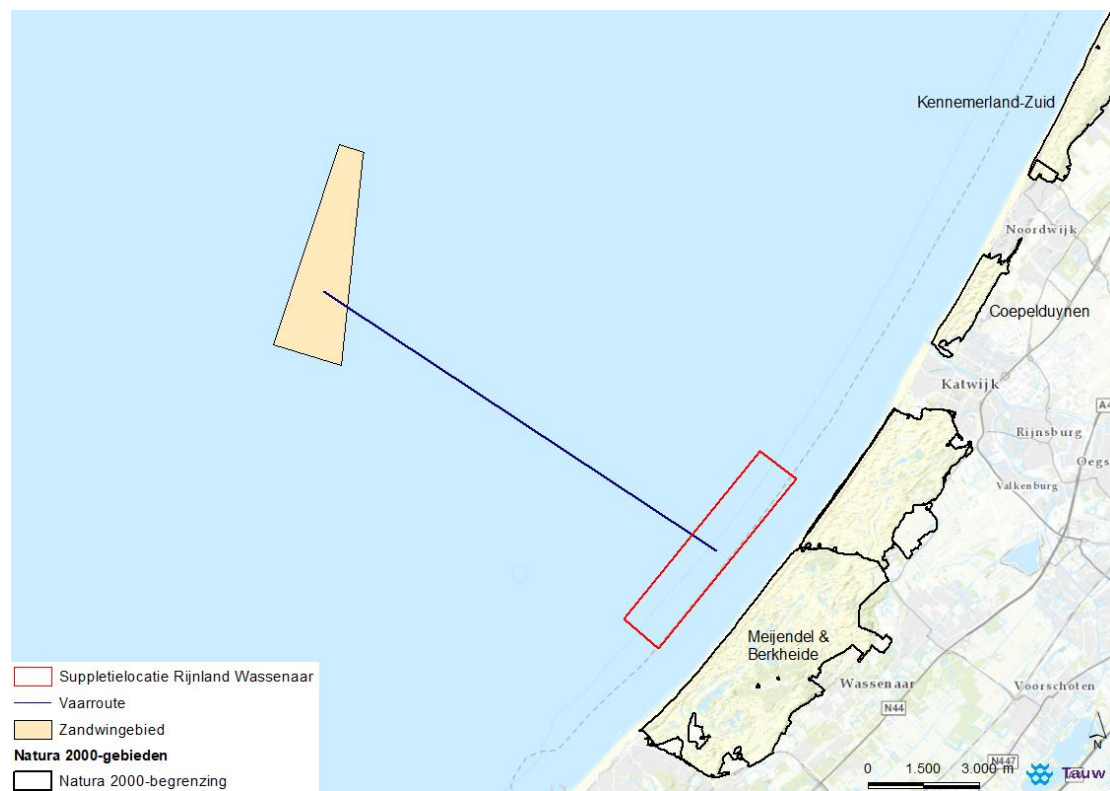 Kennemerland-Zuid
Noordwijk
Coepelduynen
Katwijk
A4
Rijnsburg
Oegs
Valkenburg
Meijendel &
Berkheide
Wassenaar
Voorschoten
N44
N447
N
0 1.500 3.000 m
Tauw
Suppletielocatie Rijnland Wassenaar
Vaarroute
Zandwingebied
Natura 2000-gebieden
Natura 2000-begrenzing